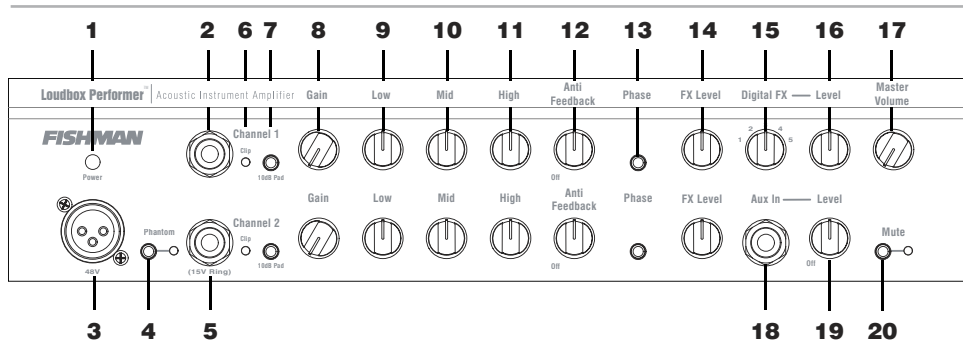 1 2 6 7 8 9 10 11 12 13 14 15 16 17
Loudbox Performer® Acoustic Instrument Amplifier Gain Low Mid High Anti Feedback Phase FX Level Digital FX Level Master Volume
FISHMAN
Channel 1
Clip
10dB Pad
Power
Off
1 2 4 5
Gain Low Mid High Anti Feedback Phase FX Level Aux In Level
Channel 2
Clip
Phantom
10dB Pad
Mute
48V
(15V Ring)
Off
Off
3 4 5 18 19 20